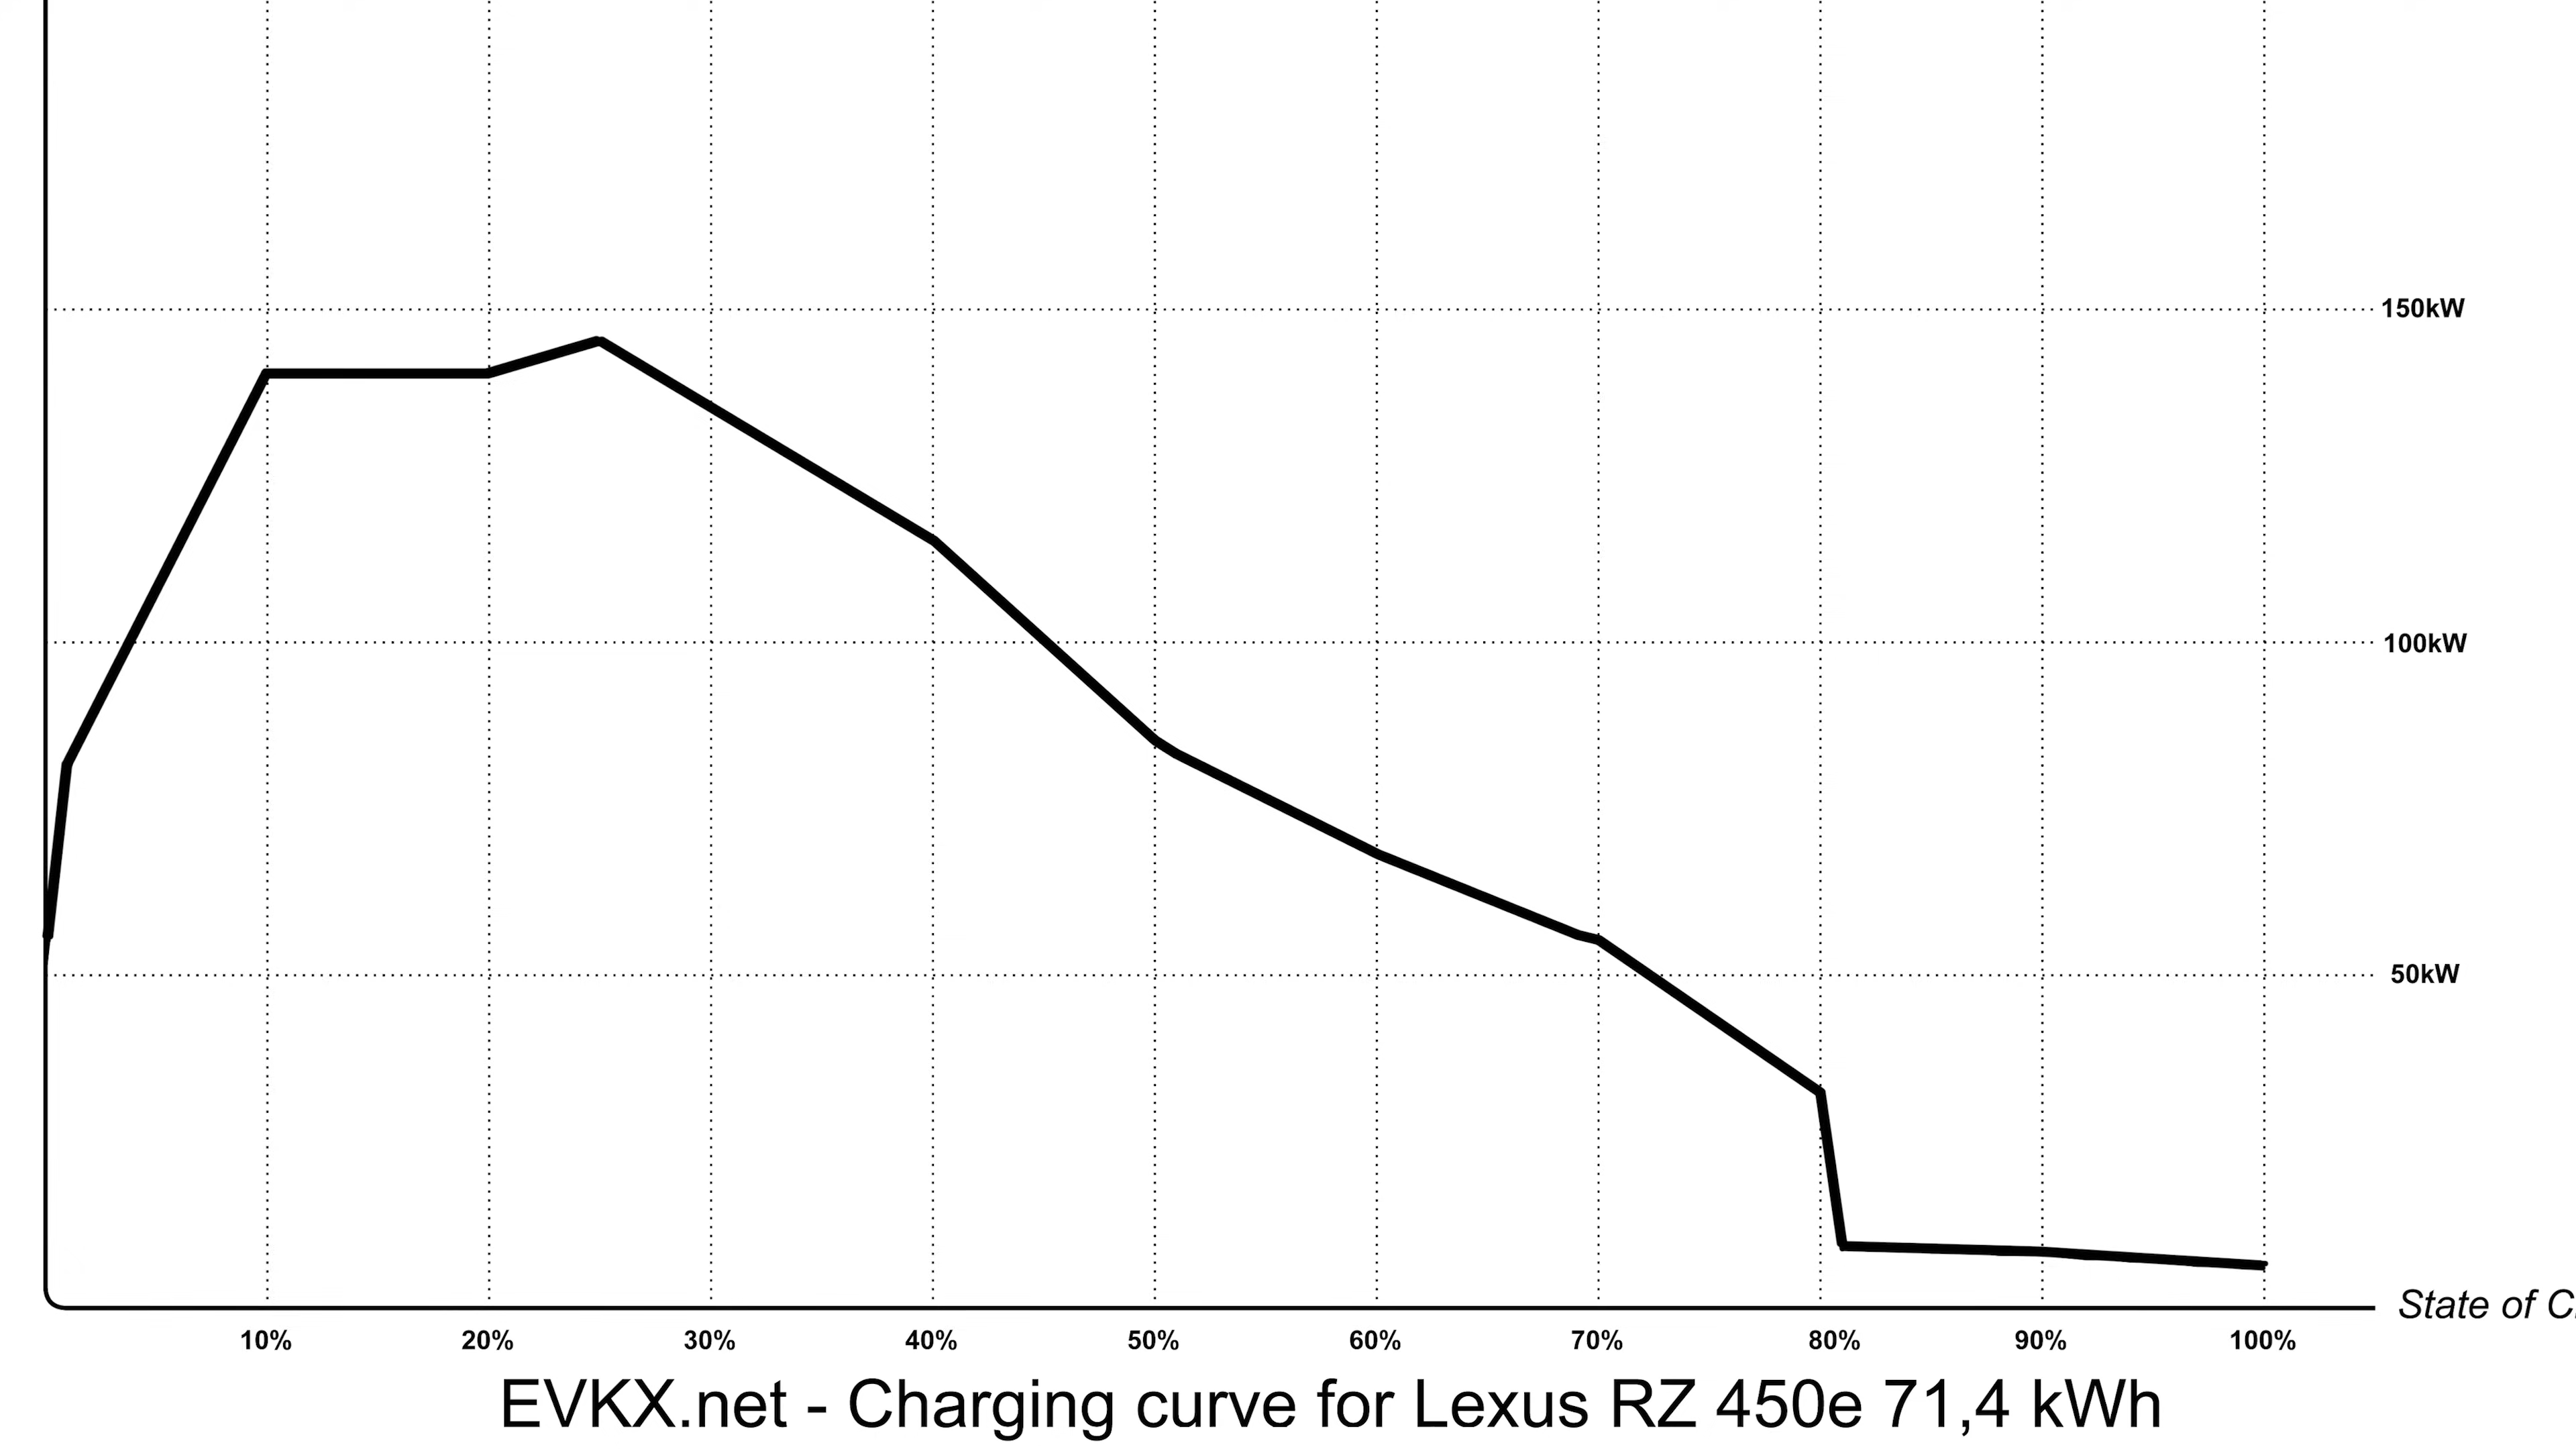 150kW
100kW
50kW
State of C
10% 20% 30% 40% 50% 60% 70% 80% 90% 100%
EVKX.net - Charging curve for Lexus RZ 450e 71,4 kWh